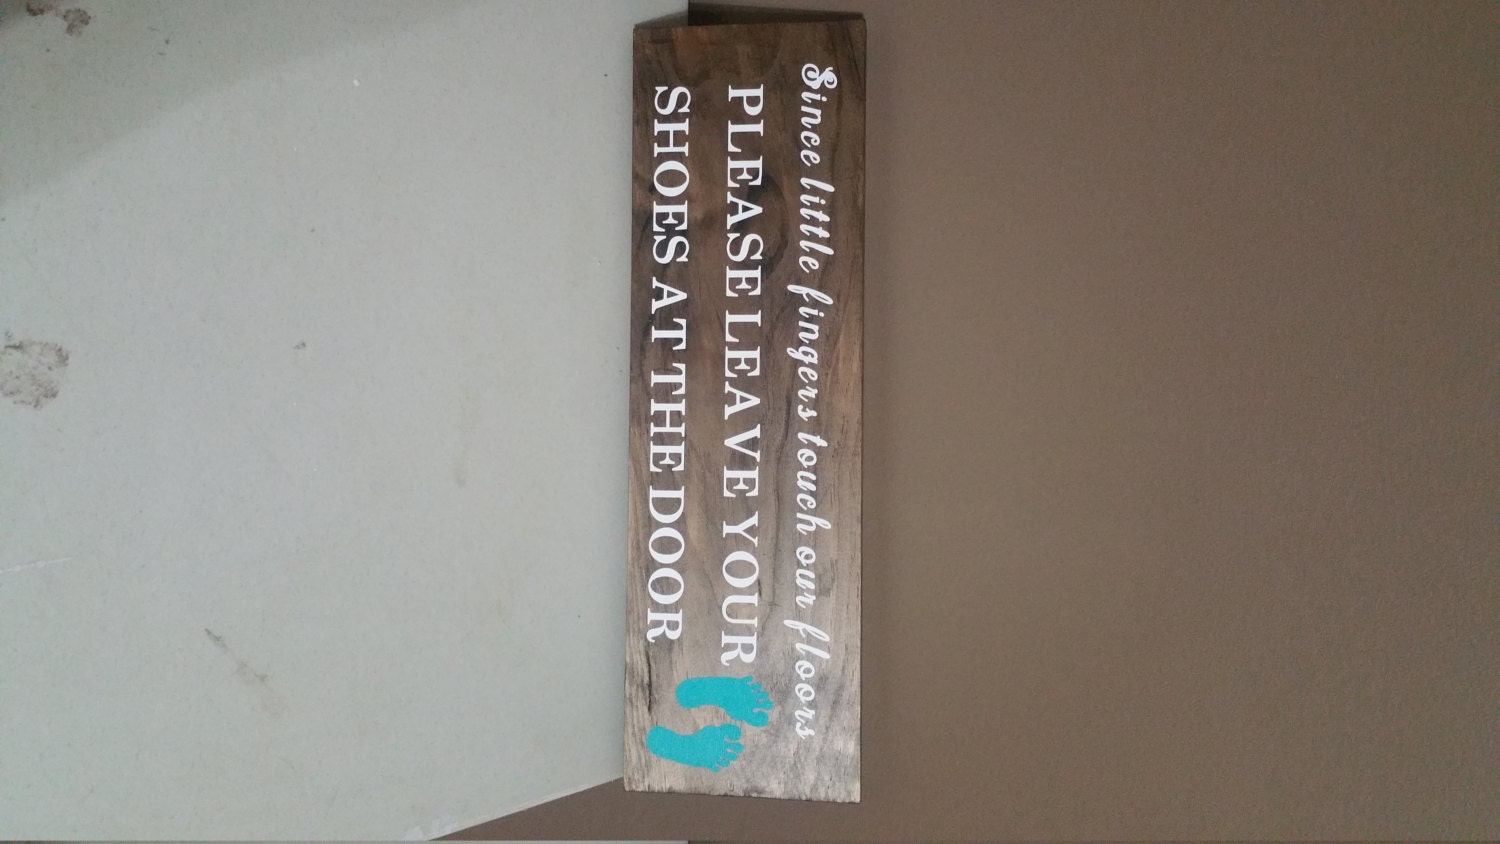 Since little fingers touch our floors
PLEASE LEAVE YOUR
SHOES AT THE DOOR